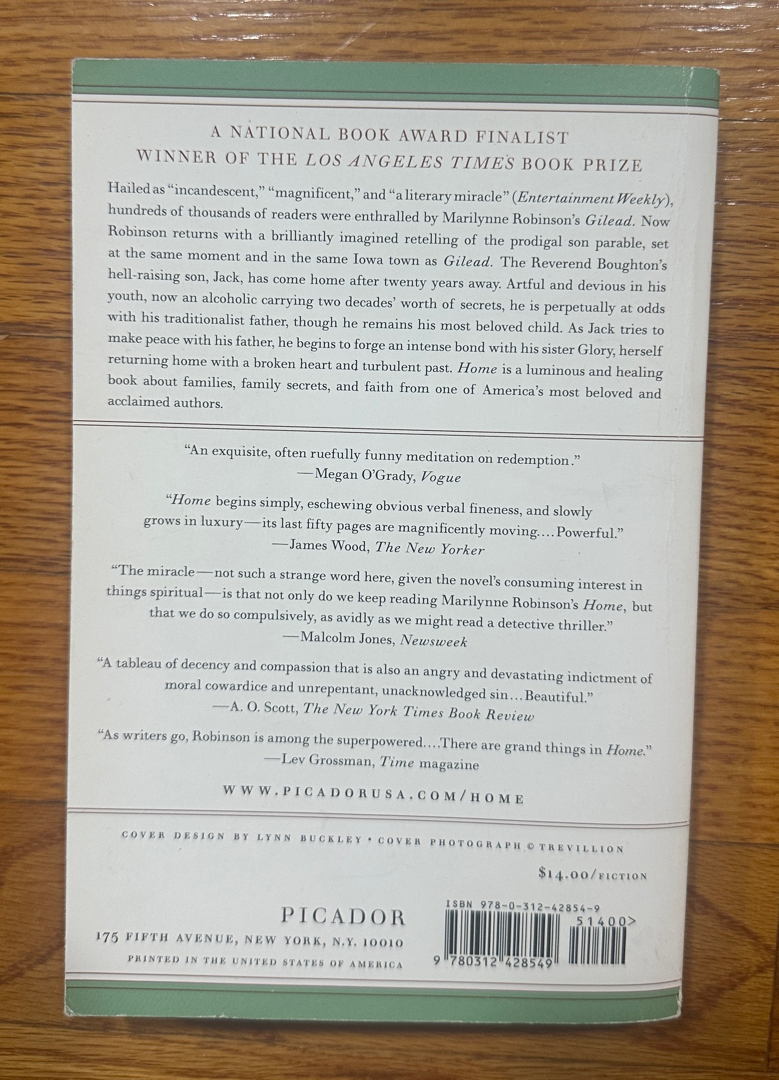 A NATIONAL BOOK AWARD FINALIST
WINNER OF THE LOS ANGELES TIMES BOOK PRIZE
Hailed as “incandescent,” “magnificent,” and “a literary miracle” (Entertainment Weekly),
hundreds of thousands of readers were enthralled by Marilynne Robinson’s Gilead. Now
Robinson returns with a brilliantly imagined retelling of the prodigal son parable, set
at the same moment and in the same Iowa town as Gilead. The Reverend Boughton’s
hell-raising son, Jack, has come home after twenty years away. Artful and devious in his
youth, now an alcoholic carrying two decades’ worth of secrets, he is perpetually at odds
with his traditionalist father, though he remains his most beloved child. As Jack tries to
make peace with his father, he begins to forge an intense bond with his sister Glory, herself
returning home with a broken heart and turbulent past. Home is a luminous and healing
book about families, family secrets, and faith from one of America’s most beloved and
acclaimed authors.
“An exquisite, often ruefully funny meditation on redemption.”
—Megan O’Grady, Vogue
“Home begins simply, eschewing obvious verbal fineness, and slowly
grows in luxury—its last fifty pages are magnificently moving....Powerful.”
—James Wood, The New Yorker
“The miracle—not such a strange word here, given the novel’s consuming interest in
things spiritual—is that not only do we keep reading Marilynne Robinson’s Home, but
that we do so compulsively, as avidly as we might read a detective thriller.”
—Malcolm Jones, Newsweek
“A tableau of decency and compassion that is also an angry and devastating indictment of
moral cowardice and unrepentant, unacknowledged sin...Beautiful.”
—A. O. Scott, The New York Times Book Review
“As writers go, Robinson is among the superpowered....There are grand things in Home.”
—Lev Grossman, Time magazine
WWW.PICADORUSA.COM/HOME
COVER DESIGN BY LYNN BUCKLEY • COVER PHOTOGRAPH © TREVILLION
$14.00/FICTION
PICADOR
175 FIFTH AVENUE, NEW YORK, N.Y. 10010
PRINTED IN THE UNITED STATES OF AMERICA
ISBN 978-0-312-42854-9
51400>
9 780312 428549